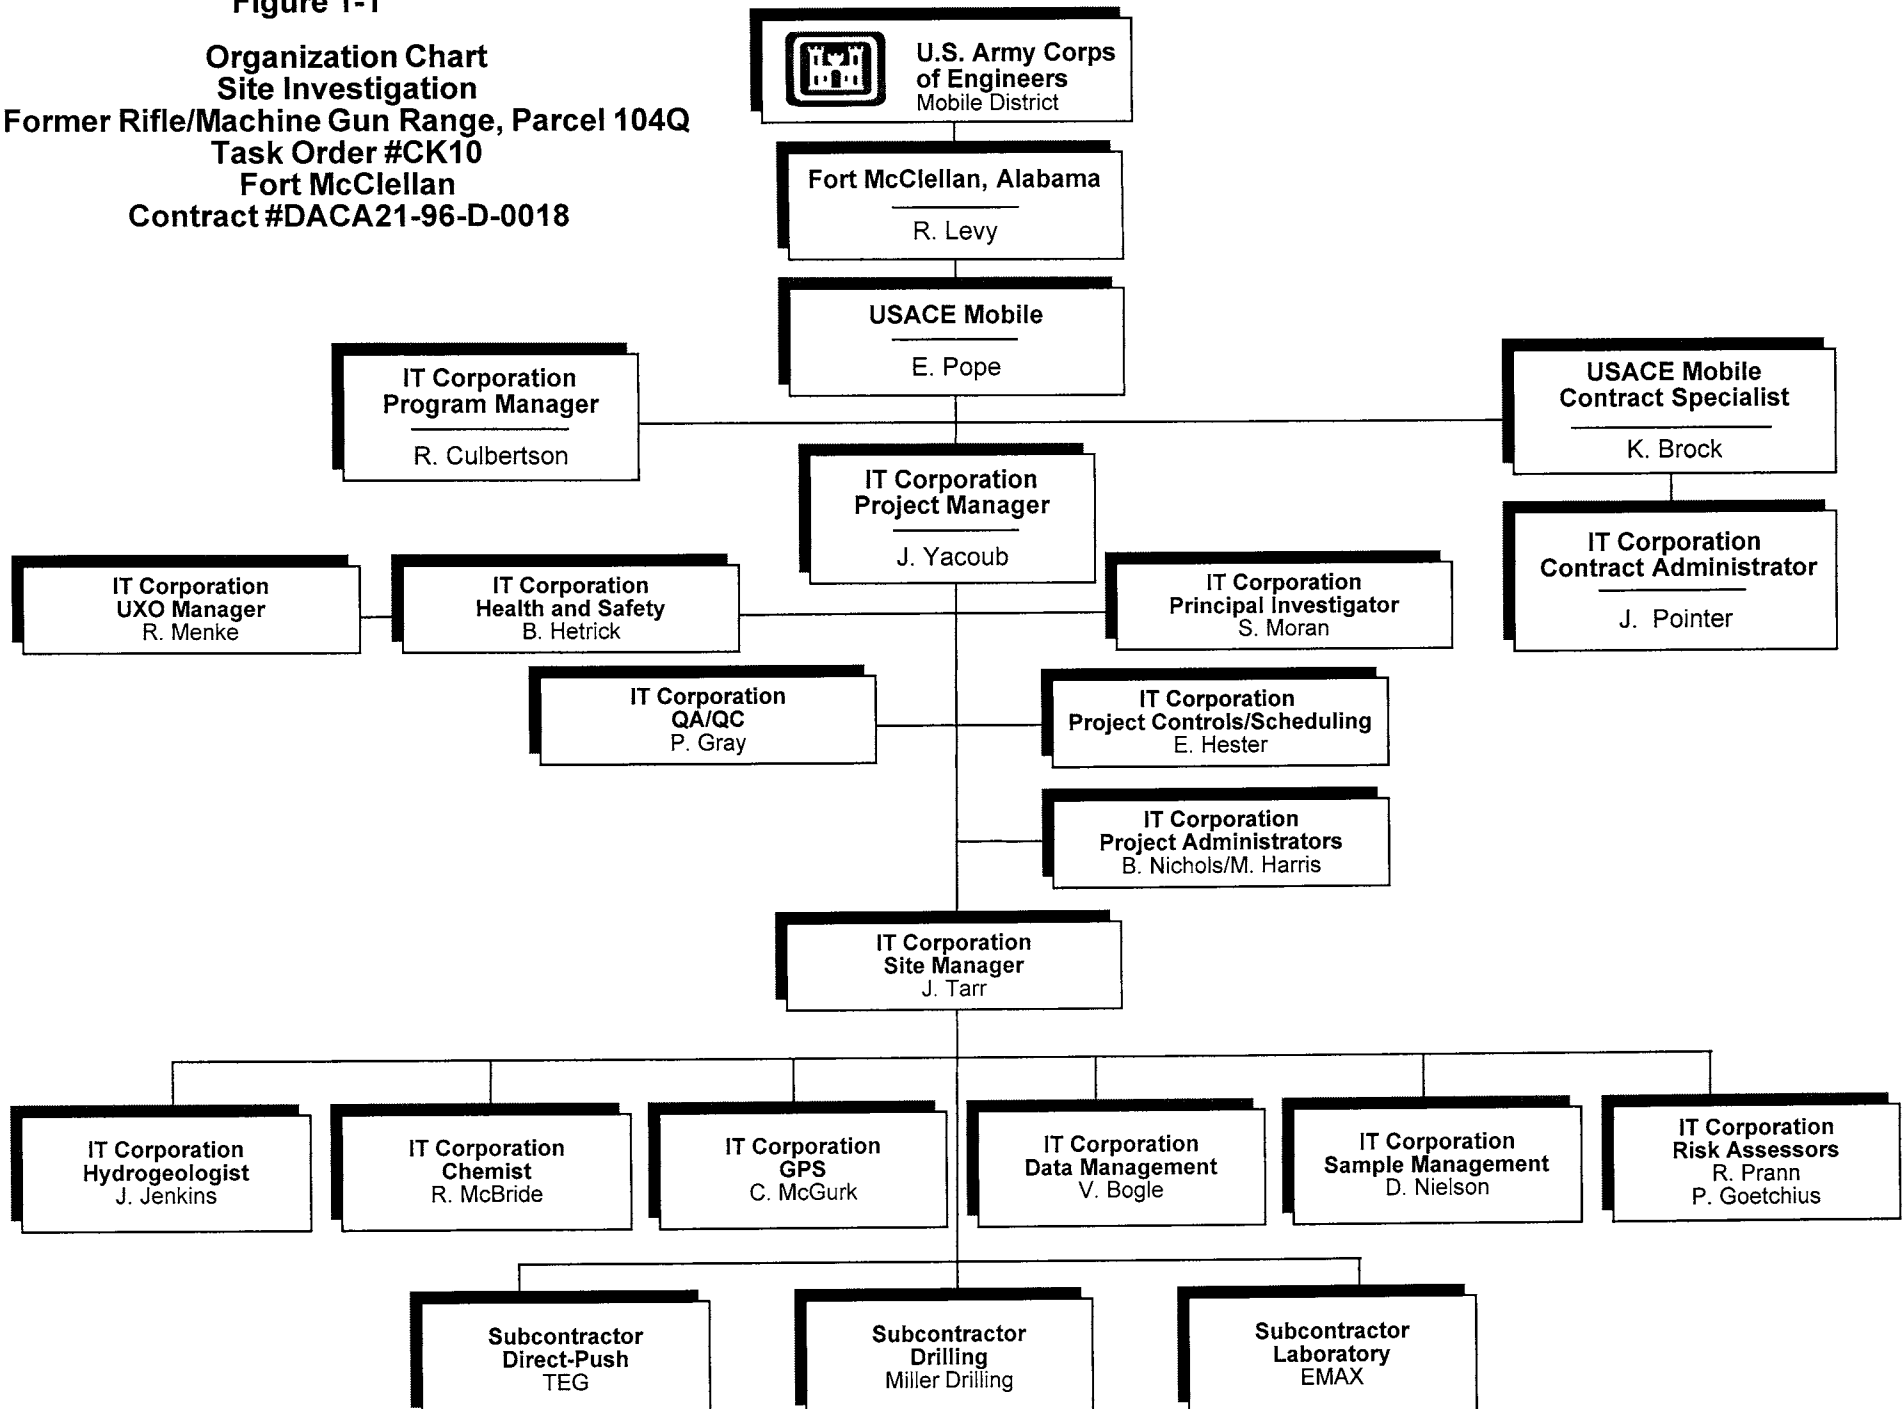 Figure 1-1
Organization Chart
Site Investigation
Former Rifle/Machine Gun Range, Parcel 104Q
Task Order #CK10
Fort McClellan
Contract #DACA21-96-D-0018
U.S. Army Corps
of Engineers
Mobile District
Fort McClellan, Alabama
R. Levy
USACE Mobile
E. Pope
IT Corporation
Program Manager
R. Culbertson
USACE Mobile
Contract Specialist
K. Brock
IT Corporation
Project Manager
J. Yacoub
IT Corporation
Contract Administrator
J. Pointer
IT Corporation
UXO Manager
R. Menke
IT Corporation
Health and Safety
B. Hetrick
IT Corporation
Principal Investigator
S. Moran
IT Corporation
QA/QC
P. Gray
IT Corporation
Project Controls/Scheduling
E. Hester
IT Corporation
Project Administrators
B. Nichols/M. Harris
IT Corporation
Site Manager
J. Tarr
IT Corporation
Hydrogeologist
J. Jenkins
IT Corporation
Chemist
R. McBride
IT Corporation
GPS
C. McGurk
IT Corporation
Data Management
V. Bogle
IT Corporation
Sample Management
D. Nielson
IT Corporation
Risk Assessors
R. Prann
P. Goetchius
Subcontractor
Direct-Push
TEG
Subcontractor
Drilling
Miller Drilling
Subcontractor
Laboratory
EMAX